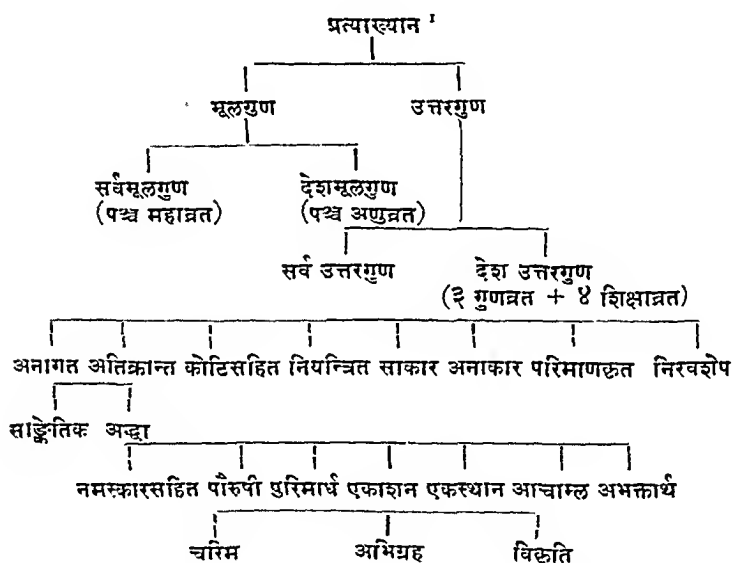 प्रत्याख्यान १
मूलगुण उत्तरगुण
सर्वमूलगुण देशमूलगुण
(पञ्च महाव्रत) (पञ्च अणुव्रत)
सर्व उत्तरगुण देश उत्तरगुण
(३ गुणव्रत + ४ शिक्षाव्रत)
अनागत अतिक्रान्त कोटिसहित नियन्त्रित साकार अनाकार परिमाणकृत निरवशेप
साङ्केतिक अद्धा
नमस्कारसहित पौरुपी पुरिमार्ध एकाशन एकस्थान आचाम्ल अभक्तार्थ
चरिम अभिग्रह विकृति